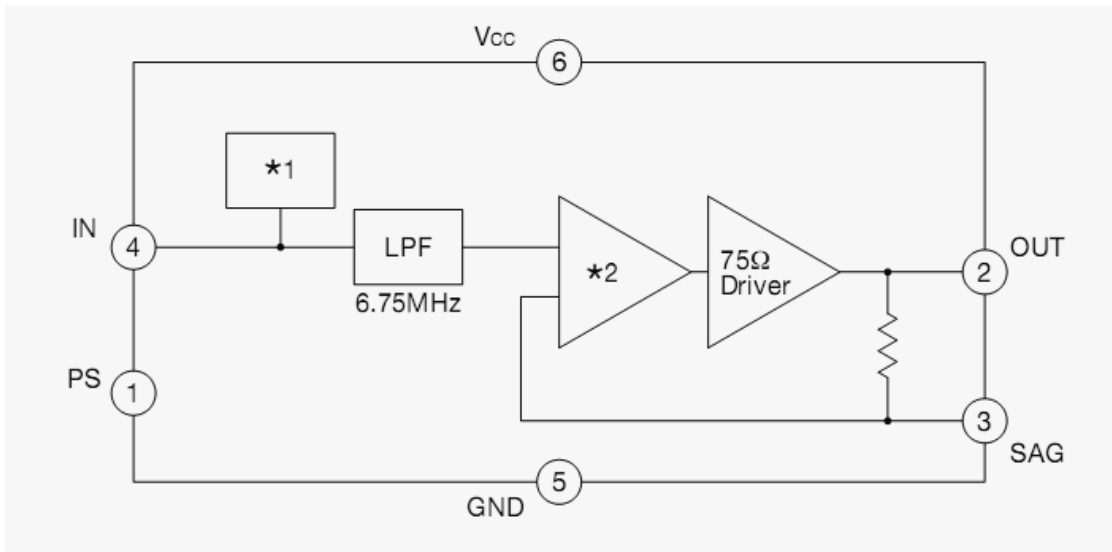 Vcc
6
★1
IN
4
LPF
6.75MHz
★2
75Ω
Driver
OUT
2
PS
1
3
SAG
5
GND